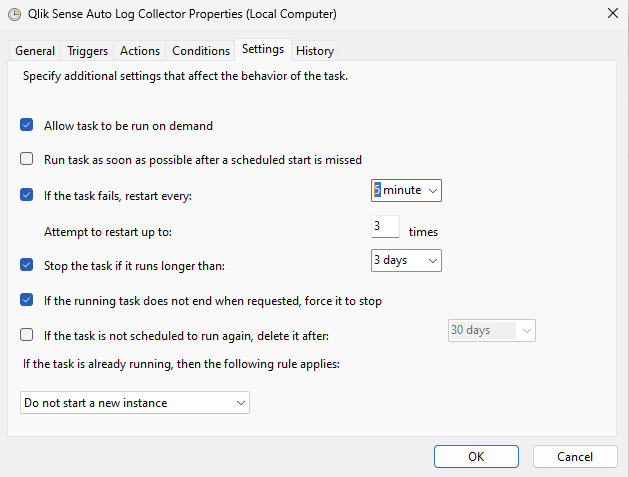 Qlik Sense Auto Log Collector Properties (Local Computer)
General Triggers Actions Conditions Settings History
Specify additional settings that affect the behavior of the task.
Allow task to be run on demand
Run task as soon as possible after a scheduled start is missed
If the task fails, restart every: 5 minute
Attempt to restart up to: 3 times
Stop the task if it runs longer than: 3 days
If the running task does not end when requested, force it to stop
If the task is not scheduled to run again, delete it after: 30 days
If the task is already running, then the following rule applies:
Do not start a new instance
OK Cancel